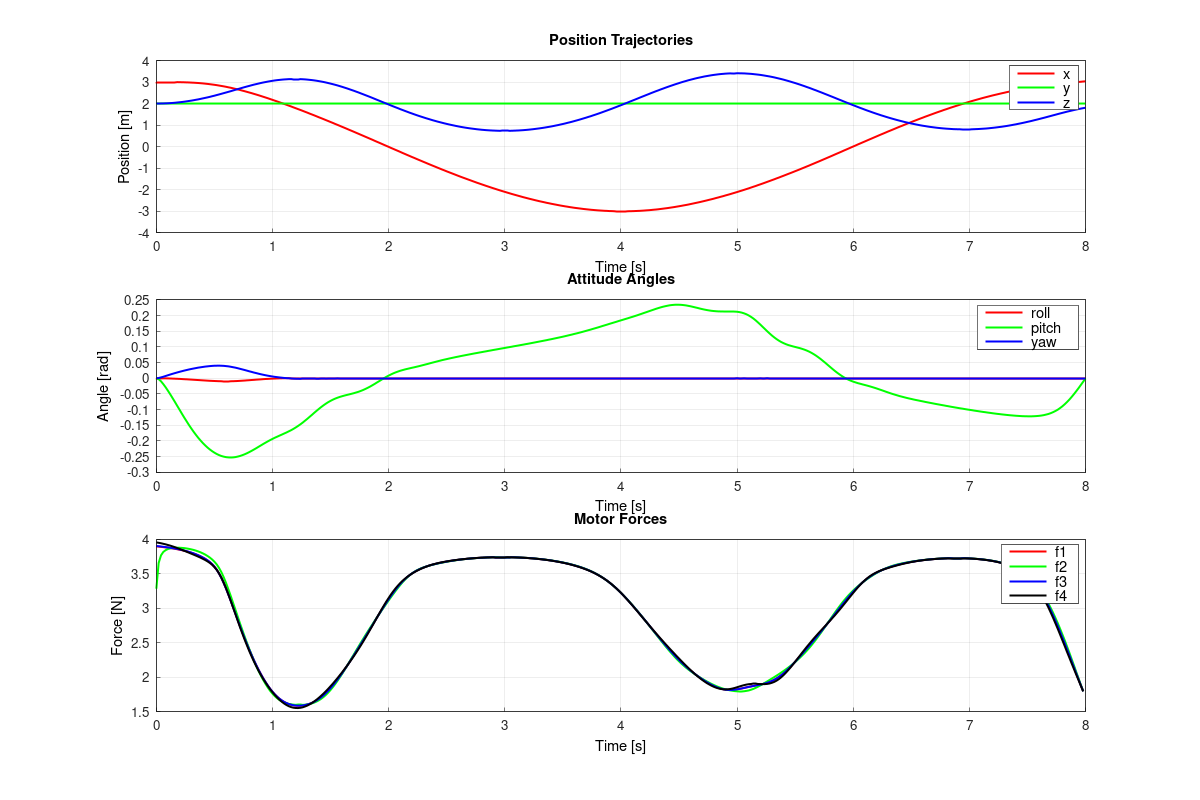 Position Trajectories
4
3
2
1
0
-1
-2
-3
-4
Position [m]
x
y
z
0 1 2 3 4 5 6 7 8
Time [s]
Attitude Angles
0.25
0.2
0.15
0.1
0.05
0
-0.05
-0.1
-0.15
-0.2
-0.25
-0.3
Angle [rad]
roll
pitch
yaw
0 1 2 3 4 5 6 7 8
Time [s]
Motor Forces
4
3.5
3
2.5
2
1.5
Force [N]
f1
f2
f3
f4
0 1 2 3 4 5 6 7 8
Time [s]